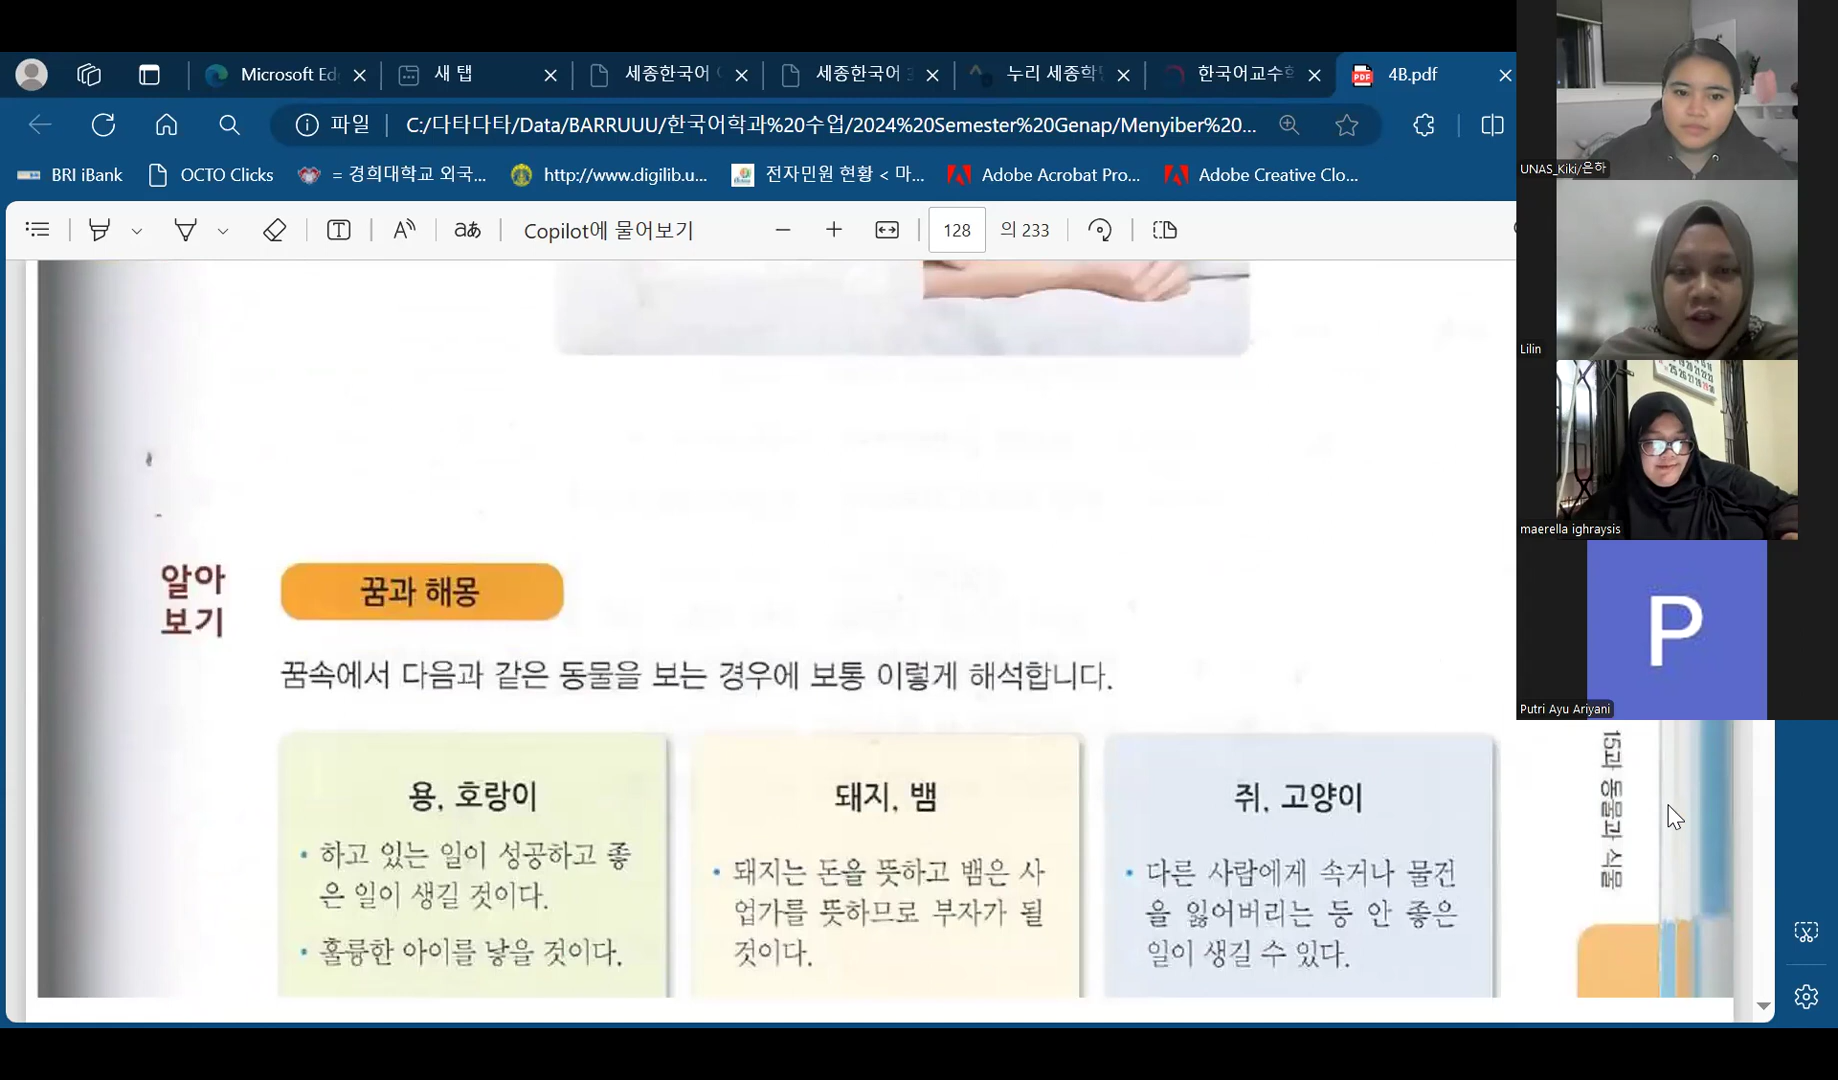 Microsoft Ed
새 탭
세종한국어
세종한국어
누리 세종학
한국어교수학
4B.pdf
파일
C:/다타다타/Data/BARRUUU/한국어학과%20수업/2024%20Semester%20Genap/Menyiber%20...
BRI iBank
OCTO Clicks
= 경희대학교 외국...
http://www.digilib.u...
전자민원 현황 < 마...
Adobe Acrobat Pro...
Adobe Creative Clo...
Copilot에 물어보기
128
의 233
알아
보기
꿈과 해몽
꿈속에서 다음과 같은 동물을 보는 경우에 보통 이렇게 해석합니다.
용, 호랑이
• 하고 있는 일이 성공하고 좋
은 일이 생길 것이다.
• 훌륭한 아이를 낳을 것이다.
돼지, 뱀
• 돼지는 돈을 뜻하고 뱀은 사
업가를 뜻하므로 부자가 될
것이다.
쥐, 고양이
• 다른 사람에게 속거나 물건
을 잃어버리는 등 안 좋은
일이 생길 수 있다.
15과 동물과 식물
UNAS_Kiki/은하
Lilin
maerella ighraysis
P
Putri Ayu Ariyani